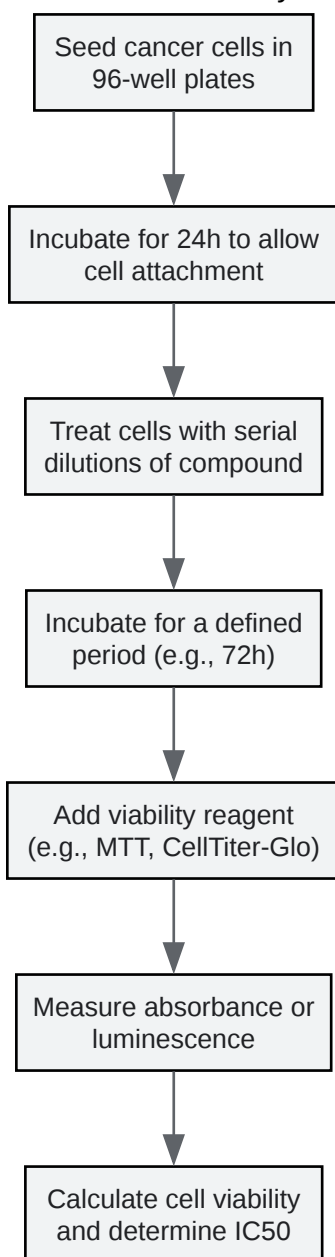 Seed cancer cells in
96-well plates
Incubate for 24h to allow
cell attachment
Treat cells with serial
dilutions of compound
Incubate for a defined
period (e.g., 72h)
Add viability reagent
(e.g., MTT, CellTiter-Glo)
Measure absorbance or
luminescence
Calculate cell viability
and determine IC50